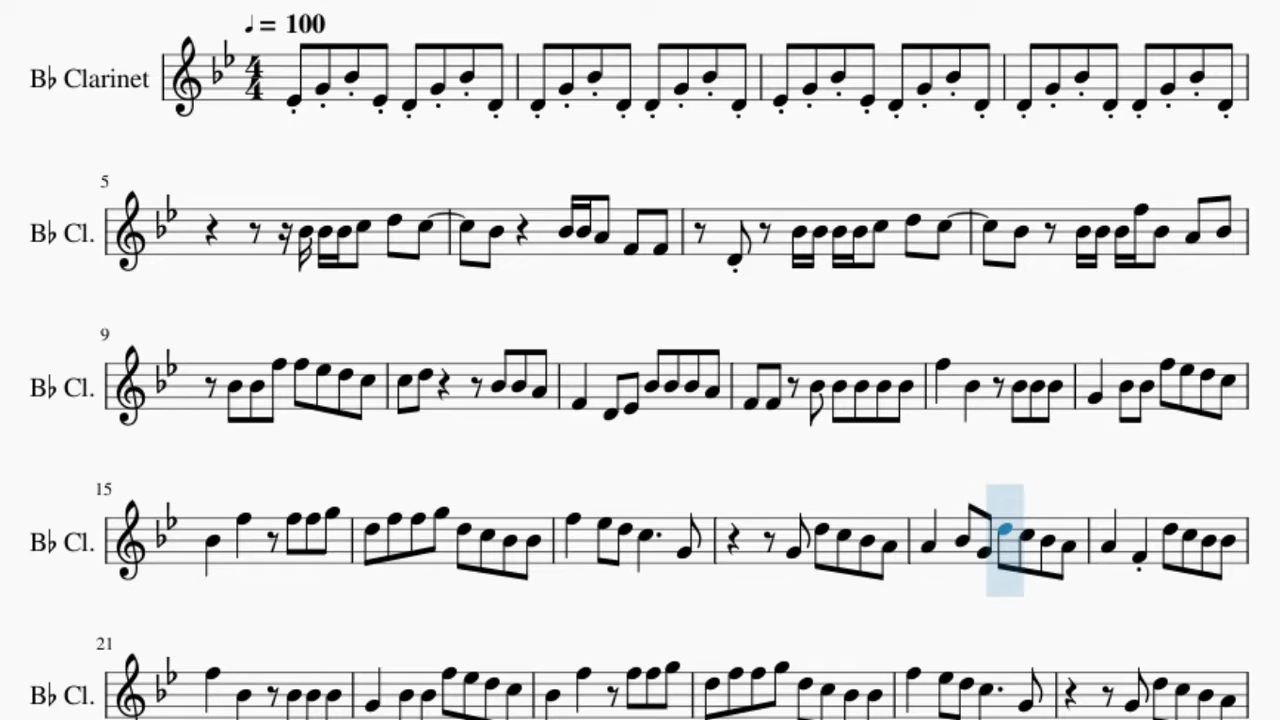 ♩ = 100
B♭ Clarinet
4
4
5
B♭ Cl.
9
B♭ Cl.
15
B♭ Cl.
21
B♭ Cl.